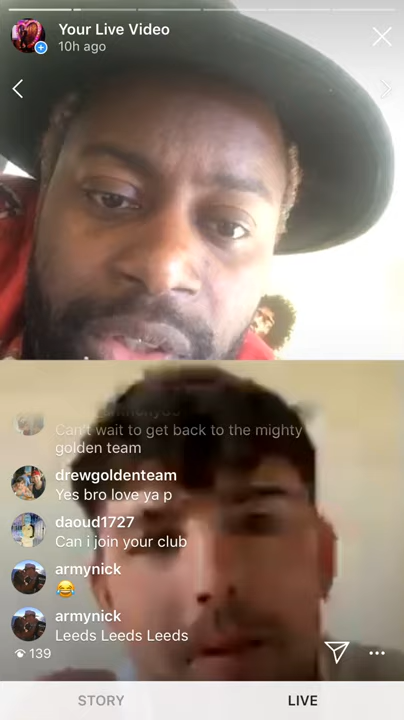 Your Live Video
10h ago
Can't wait to get back to the mighty
golden team
drewgoldenteam
Yes bro love ya p
daoud1727
Can i join your club
armynick
😂
armynick
Leeds Leeds Leeds
139
STORY
LIVE